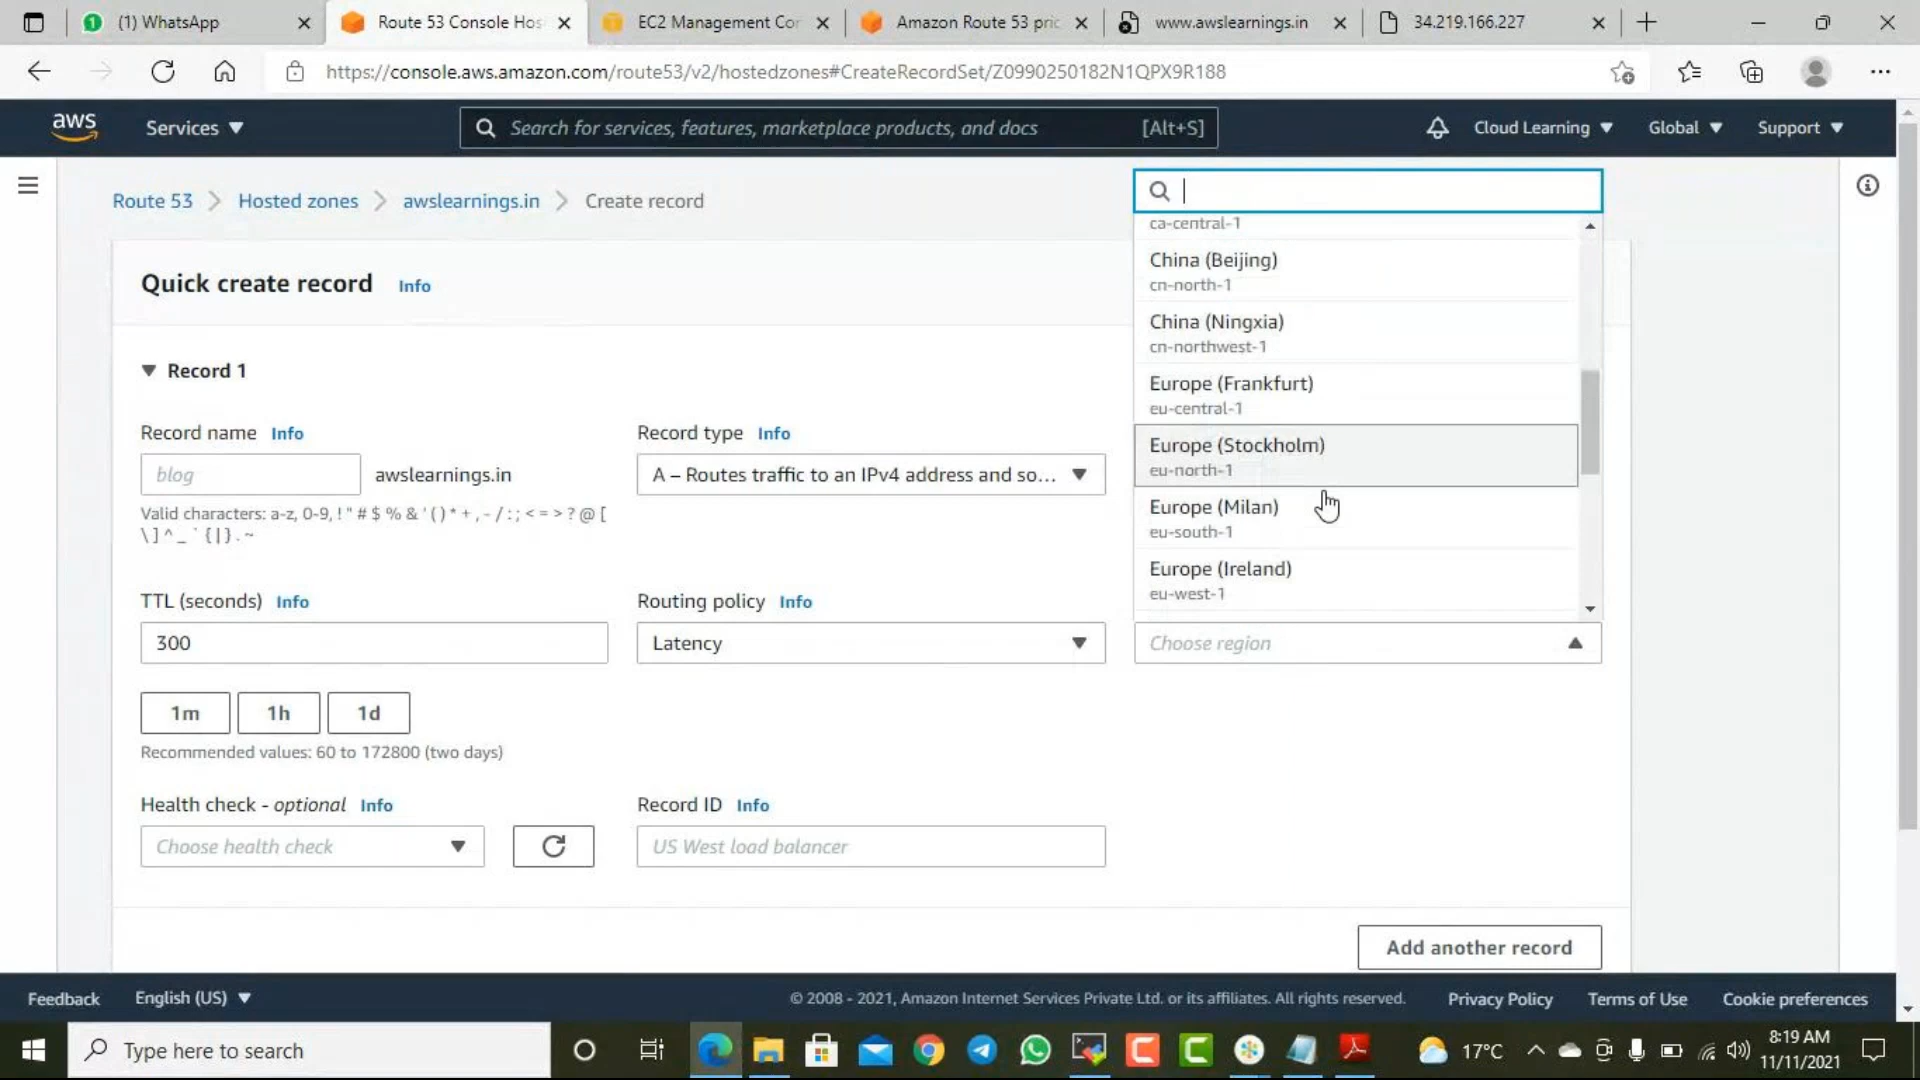 (1) WhatsApp
Route 53 Console Hos
EC2 Management Cor
Amazon Route 53 pric
www.awslearnings.in
34.219.166.227
https://console.aws.amazon.com/route53/v2/hostedzones#CreateRecordSet/Z0990250182N1QPX9R188
aws
Services
Search for services, features, marketplace products, and docs
[Alt+S]
Cloud Learning
Global
Support
Route 53
Hosted zones
awslearnings.in
Create record
ca-central-1
China (Beijing)
cn-north-1
China (Ningxia)
cn-northwest-1
Europe (Frankfurt)
eu-central-1
Europe (Stockholm)
eu-north-1
Europe (Milan)
eu-south-1
Europe (Ireland)
eu-west-1
Choose region
Quick create record Info
Record 1
Record name Info
blog
awslearnings.in
Valid characters: a-z, 0-9, ! " # $ % & ' ( ) * + , - / : ; < = > ? @ [
\ ] ^ _ ` { | } . ~
Record type Info
A – Routes traffic to an IPv4 address and so...
TTL (seconds) Info
300
Routing policy Info
Latency
1m
1h
1d
Recommended values: 60 to 172800 (two days)
Health check - optional Info
Choose health check
Record ID Info
US West load balancer
Add another record
Feedback
English (US)
© 2008 - 2021, Amazon Internet Services Private Ltd. or its affiliates. All rights reserved.
Privacy Policy
Terms of Use
Cookie preferences
Type here to search
17°C
8:19 AM
11/11/2021